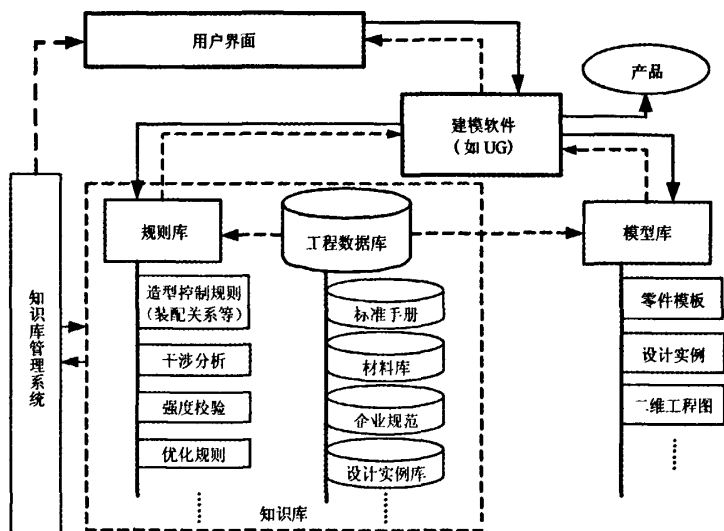 用户界面
产品
建模软件
(如 UG)
规则库
工程数据库
模型库
造型控制规则
(装配关系等)
干涉分析
强度校验
优化规则
标准手册
材料库
企业规范
设计实例库
零件模板
设计实例
二维工程图
知识库管理系统
知识库